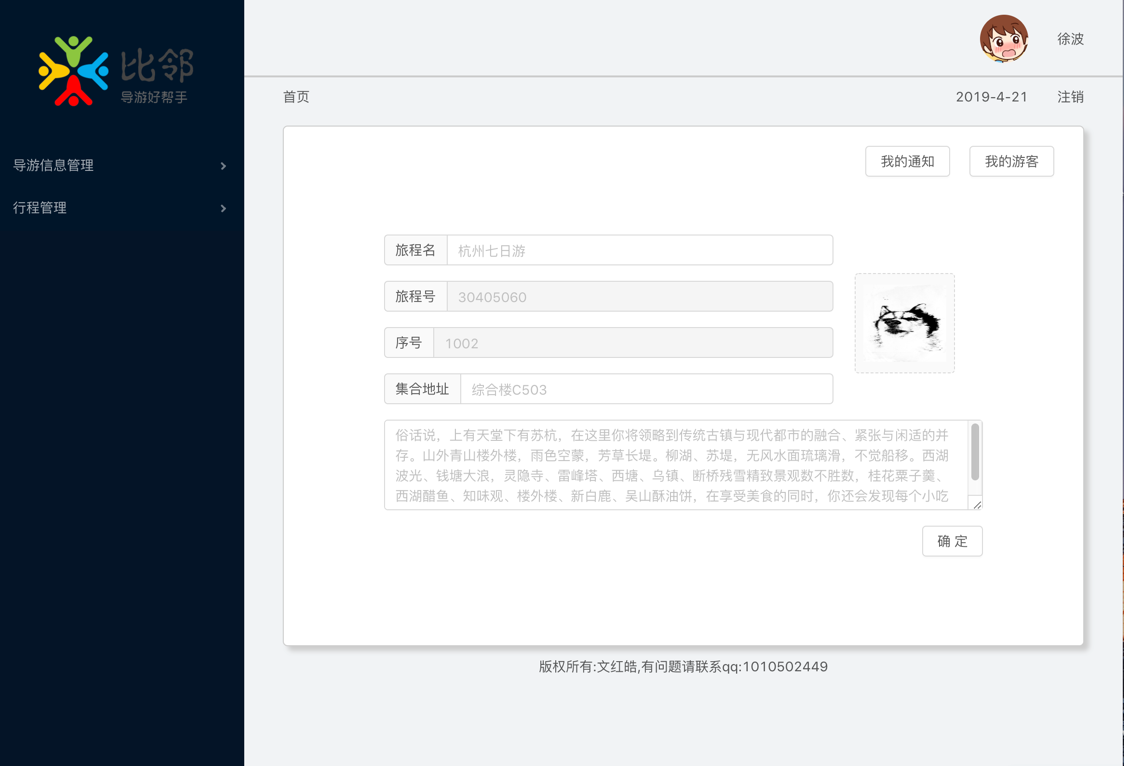 比邻
导游好帮手
徐波
首页
2019-4-21
注销
导游信息管理
行程管理
我的通知
我的游客
旅程名
杭州七日游
旅程号
30405060
序号
1002
集合地址
综合楼C503
俗话说，上有天堂下有苏杭，在这里你将领略到传统古镇与现代都市的融合、紧张与闲适的并
存。山外青山楼外楼，雨色空蒙，芳草长堤。柳湖、苏堤，无风水面琉璃滑，不觉船移。西湖
波光、钱塘大浪，灵隐寺、雷峰塔、西塘、乌镇、断桥残雪精致景观数不胜数，桂花粟子羹、
西湖醋鱼、知味观、楼外楼、新白鹿、吴山酥油饼，在享受美食的同时，你还会发现每个小吃
确 定
版权所有:文红皓,有问题请联系qq:1010502449